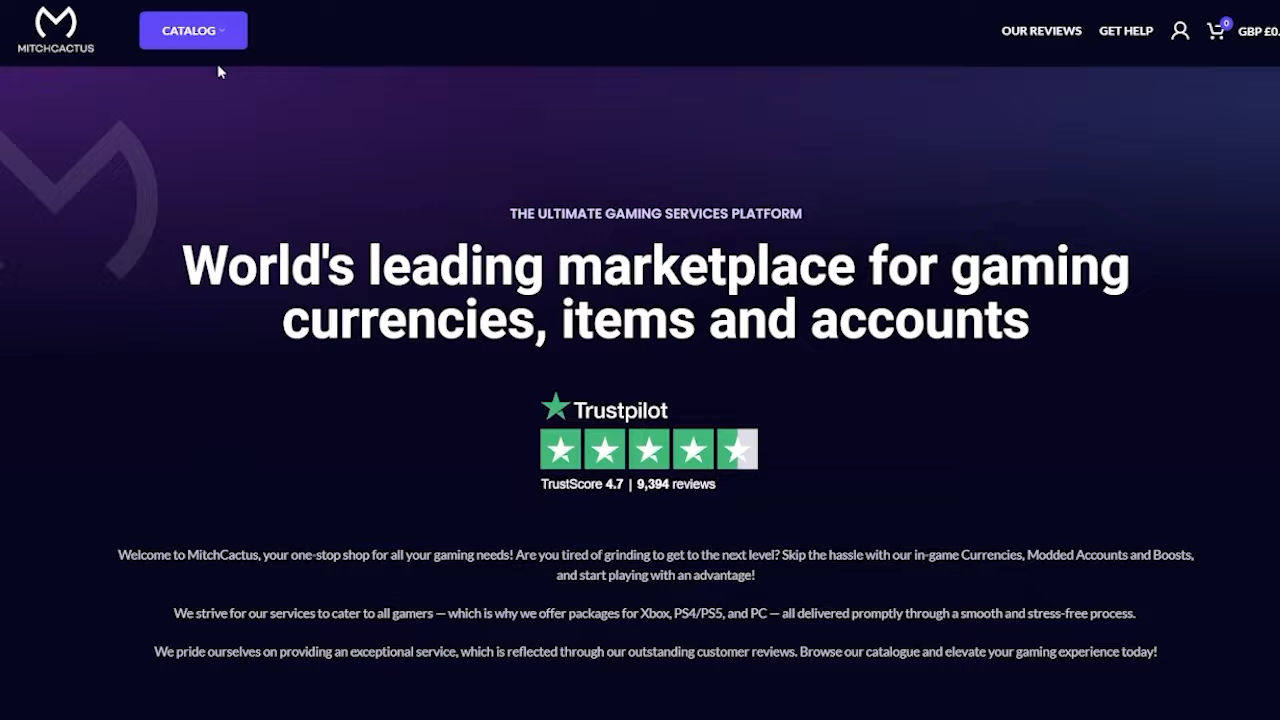 MITCHCACTUS
CATALOG
OUR REVIEWS
GET HELP
0
GBP £0.
THE ULTIMATE GAMING SERVICES PLATFORM
World's leading marketplace for gaming
currencies, items and accounts
Trustpilot
TrustScore 4.7 | 9,394 reviews
Welcome to MitchCactus, your one-stop shop for all your gaming needs! Are you tired of grinding to get to the next level? Skip the hassle with our in-game Currencies, Modded Accounts and Boosts,
and start playing with an advantage!
We strive for our services to cater to all gamers — which is why we offer packages for Xbox, PS4/PS5, and PC — all delivered promptly through a smooth and stress-free process.
We pride ourselves on providing an exceptional service, which is reflected through our outstanding customer reviews. Browse our catalogue and elevate your gaming experience today!